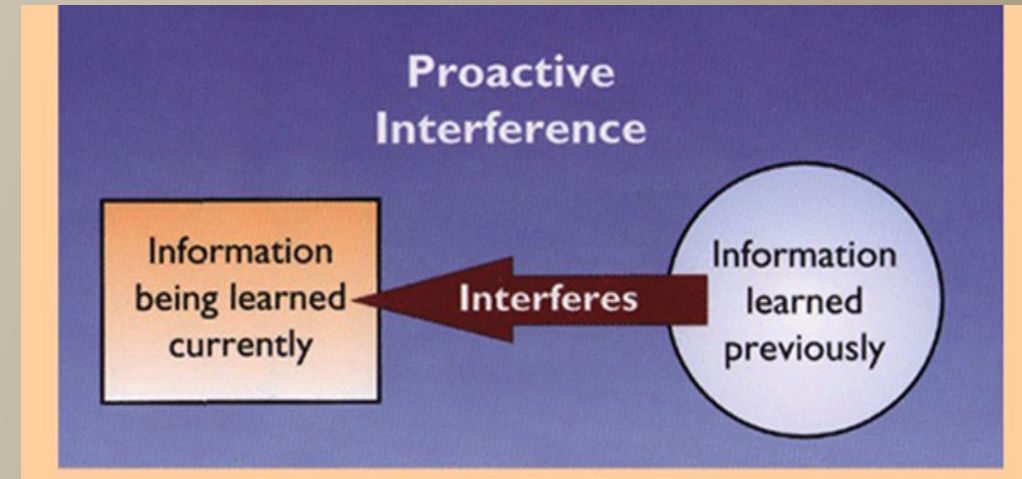 Proactive
Interference
Information
being learned
currently
Interferes
Information
learned
previously